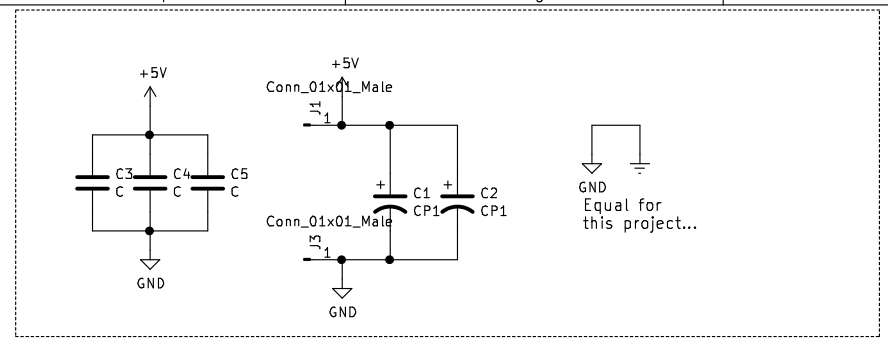 +5V
C3
C
C4
C
C5
C
GND
+5V
Conn_01x01_Male
J1
1
+
C1
CP1
+
C2
CP1
Conn_01x01_Male
J3
1
GND
GND
Equal for
this project...